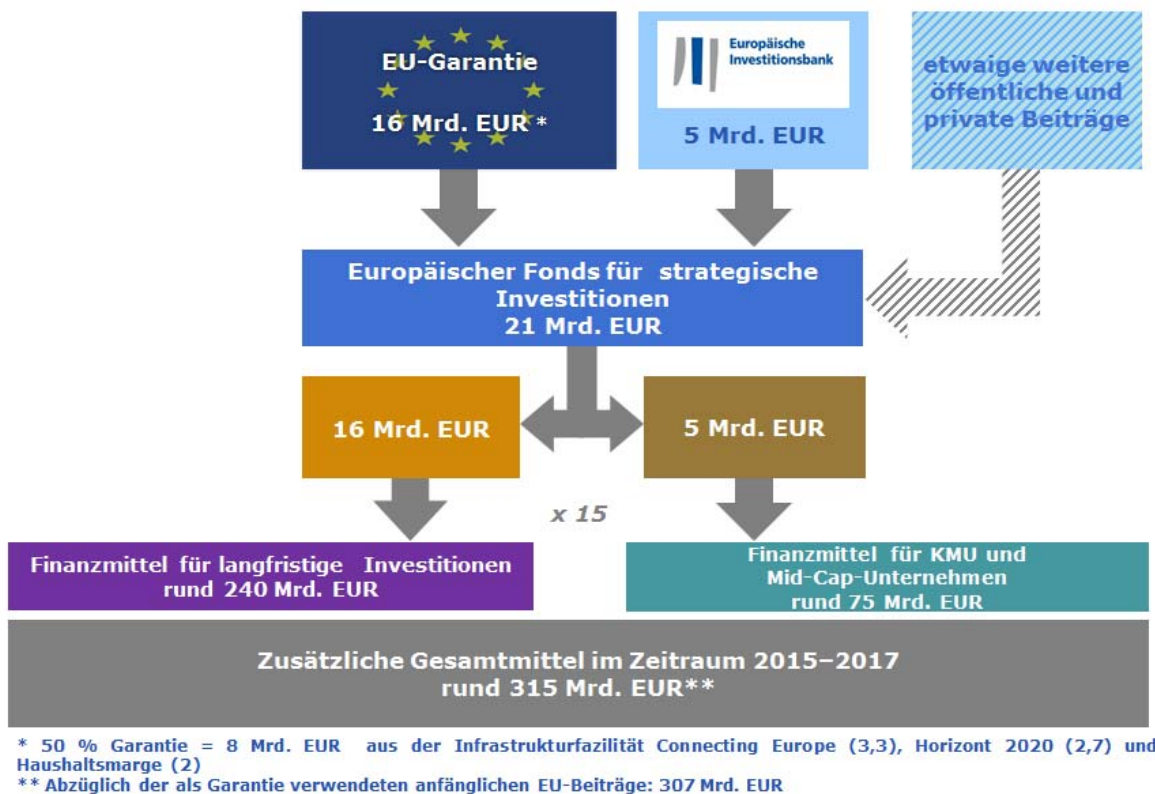 EU-Garantie
16 Mrd. EUR *
Europäische
Investitionsbank
5 Mrd. EUR
etwaige weitere
öffentliche und
private Beiträge
Europäischer Fonds für strategische
Investitionen
21 Mrd. EUR
16 Mrd. EUR
5 Mrd. EUR
x 15
Finanzmittel für langfristige Investitionen
rund 240 Mrd. EUR
Finanzmittel für KMU und
Mid-Cap-Unternehmen
rund 75 Mrd. EUR
Zusätzliche Gesamtmittel im Zeitraum 2015–2017
rund 315 Mrd. EUR**
* 50 % Garantie = 8 Mrd. EUR aus der Infrastrukturfazilität Connecting Europe (3,3), Horizont 2020 (2,7) und
Haushaltsmarge (2)
** Abzüglich der als Garantie verwendeten anfänglichen EU-Beiträge: 307 Mrd. EUR